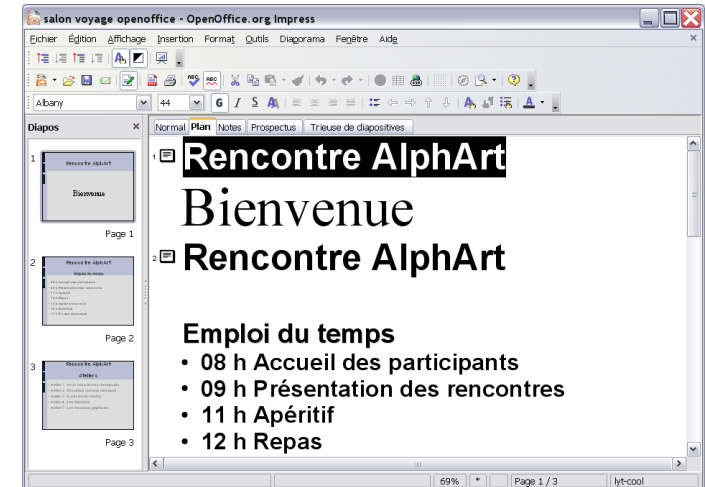 salon voyage openoffice - OpenOffice.org Impress
Eichier Édition Affichage Insertion Format Outils Diaporama Fenêtre Aide
Albany 44 G I S A A
Diapos
Normal Plan Notes Prospectus Trieuse de diapositives
1 Rencontre AlphArt
Bienvenue
Page 1
2 Rencontre AlphArt
Emploi du temps
Page 2
3 Rencontre AlphArt
Ateliers
Page 3
1 Rencontre AlphArt
Bienvenue
2 Rencontre AlphArt
Emploi du temps
• 08 h Accueil des participants
• 09 h Présentation des rencontres
• 11 h Apéritif
• 12 h Repas
69% * Page 1 / 3 lyt-cool